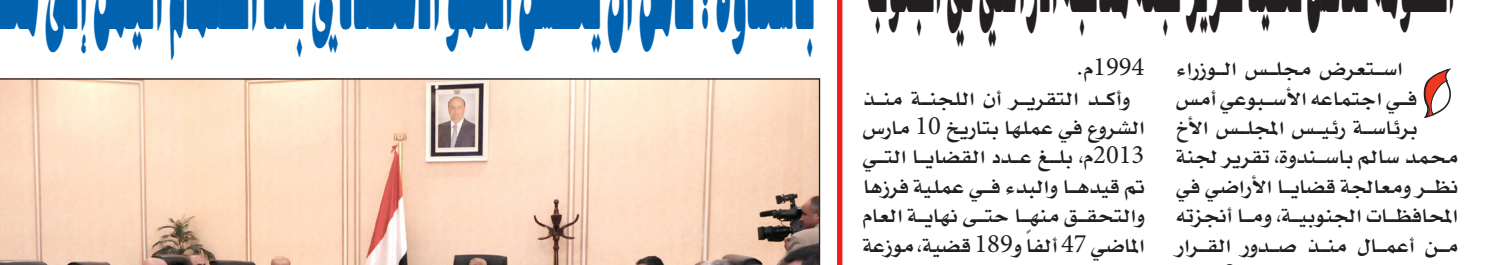 استعرض مجلس الوزراء
في اجتماعه الأسبوعي أمس
برئاسة رئيس المجلس الأخ
محمد سالم باسندوة، تقرير لجنة
نظر ومعالجة قضايا الأراضي في
المحافظات الجنوبية، وما أنجزته
من أعمال منذ صدور القرار
1994م.
وأكد التقرير أن اللجنة منذ
الشروع في عملها بتاريخ 10 مارس
2013م، بلغ عدد القضايا التي
تم قيدها والبدء في عملية فرزها
والتحقق منها حتى نهاية العام
الماضي 47 ألفاً و189 قضية، موزعة